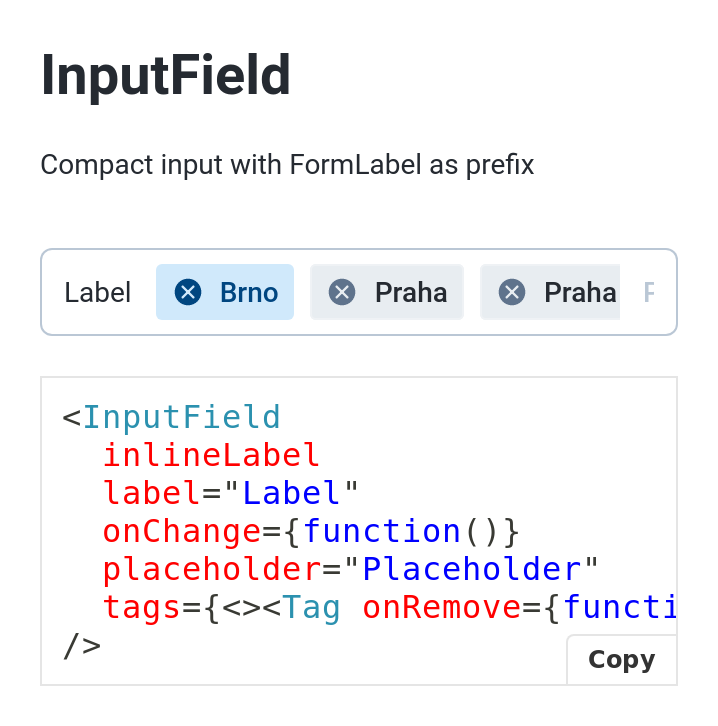 InputField
Compact input with FormLabel as prefix
Label Brno Praha Praha
<InputField
inlineLabel
label="Label"
onChange={function()}
placeholder="Placeholder"
tags={<><Tag onRemove={functi
/>
Copy